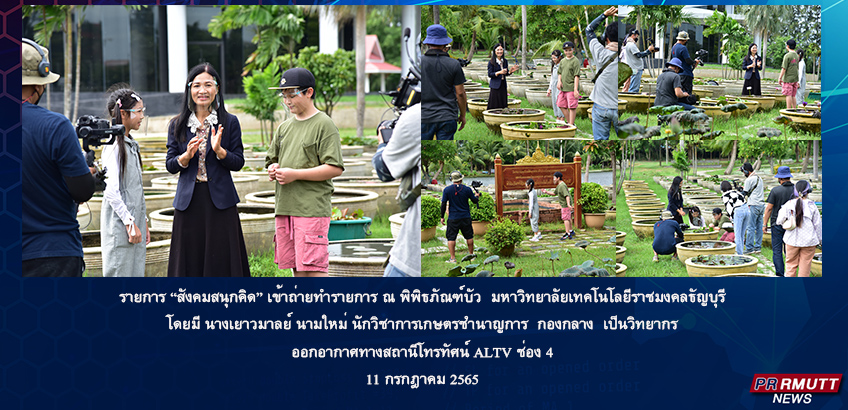 รายการ “สังคมสนุกคิด” เข้าถ่ายทำรายการ ณ พิพิธภัณฑ์บัว มหาวิทยาลัยเทคโนโลยีราชมงคลธัญบุรี
โดยมี นางเยาวมาลย์ นามใหม่ นักวิชาการเกษตรชำนาญการ กองกลาง เป็นวิทยากร
ออกอากาศทางสถานีโทรทัศน์ ALTV ช่อง 4
11 กรกฎาคม 2565
PR RMUTT
NEWS